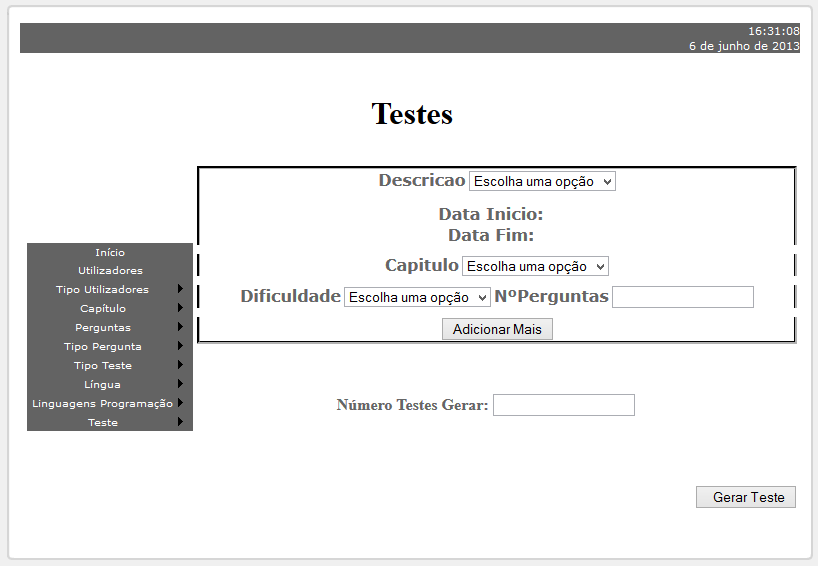 16:31:08
6 de junho de 2013
Testes
Descricao Escolha uma opção
Data Inicio:
Data Fim:
Capitulo Escolha uma opção
Dificuldade Escolha uma opção NºPerguntas
Adicionar Mais
Início
Utilizadores
Tipo Utilizadores
Capítulo
Perguntas
Tipo Pergunta
Tipo Teste
Língua
Linguagens Programação
Teste
Número Testes Gerar:
Gerar Teste